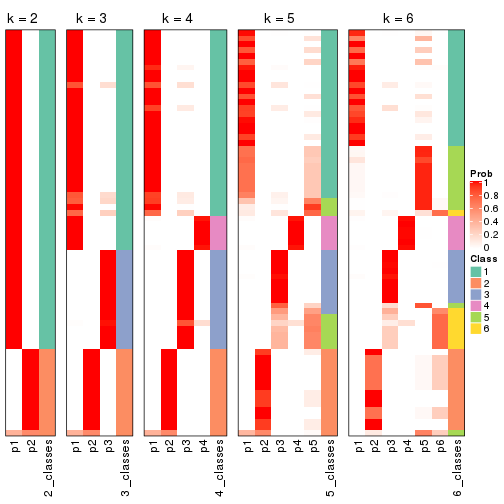 k = 2
k = 3
k = 4
k = 5
k = 6
p1
p2
2_classes
p1
p2
p3
3_classes
p1
p2
p3
p4
4_classes
p1
p2
p3
p4
p5
5_classes
p1
p2
p3
p4
p5
p6
6_classes
Prob
1
0.8
0.6
0.4
0.2
0
Class
1
2
3
4
5
6